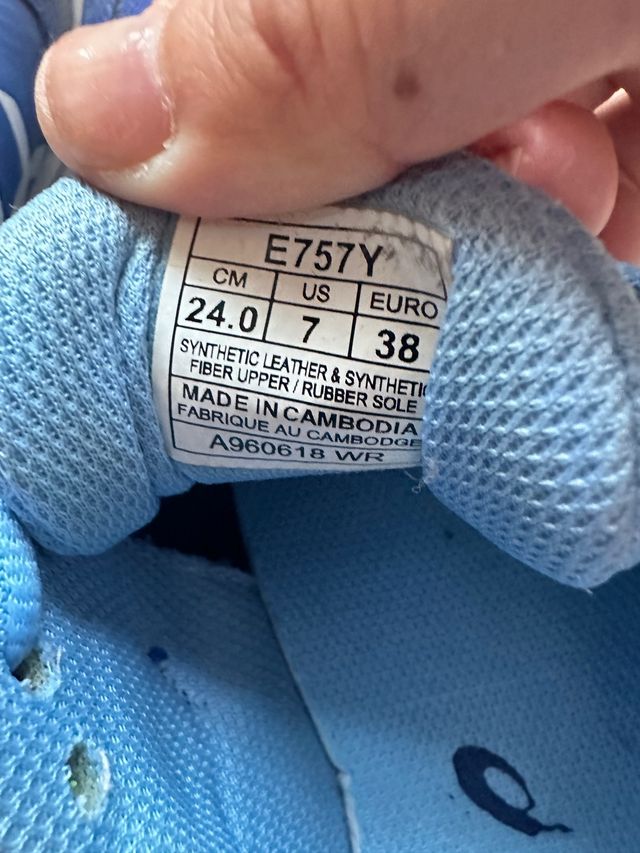 E757Y
CM US EURO
24.0 7 38
SYNTHETIC LEATHER & SYNTHETIC
FIBER UPPER / RUBBER SOLE
MADE IN CAMBODIA
FABRIQUE AU CAMBODGE
A960618 WR